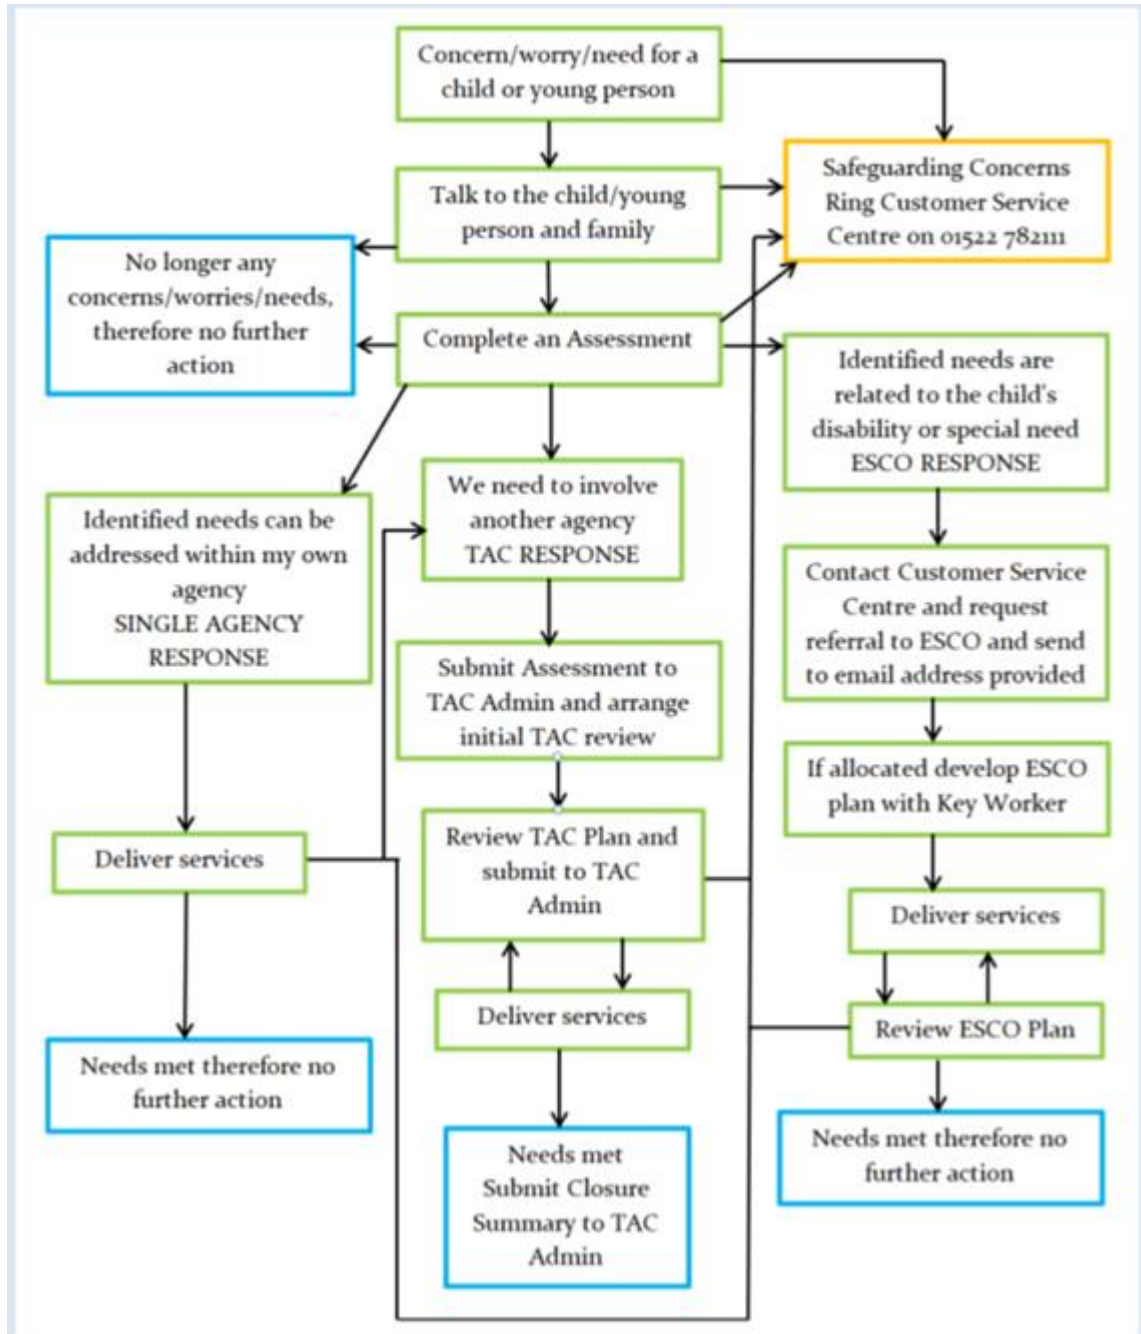 Concern/worry/need for a
child or young person
Safeguarding Concerns
Ring Customer Service
Centre on 01522 782111
Talk to the child/young
person and family
No longer any
concerns/worries/needs,
therefore no further
action
Complete an Assessment
Identified needs are
related to the child's
disability or special need
ESCO RESPONSE
Identified needs can be
addressed within my own
agency
SINGLE AGENCY
RESPONSE
We need to involve
another agency
TAC RESPONSE
Contact Customer Service
Centre and request
referral to ESCO and send
to email address provided
Submit Assessment to
TAC Admin and arrange
initial TAC review
If allocated develop ESCO
plan with Key Worker
Deliver services
Review TAC Plan and
submit to TAC
Admin
Deliver services
Deliver services
Review ESCO Plan
Needs met therefore no
further action
Needs met
Submit Closure
Summary to TAC
Admin
Needs met therefore no
further action